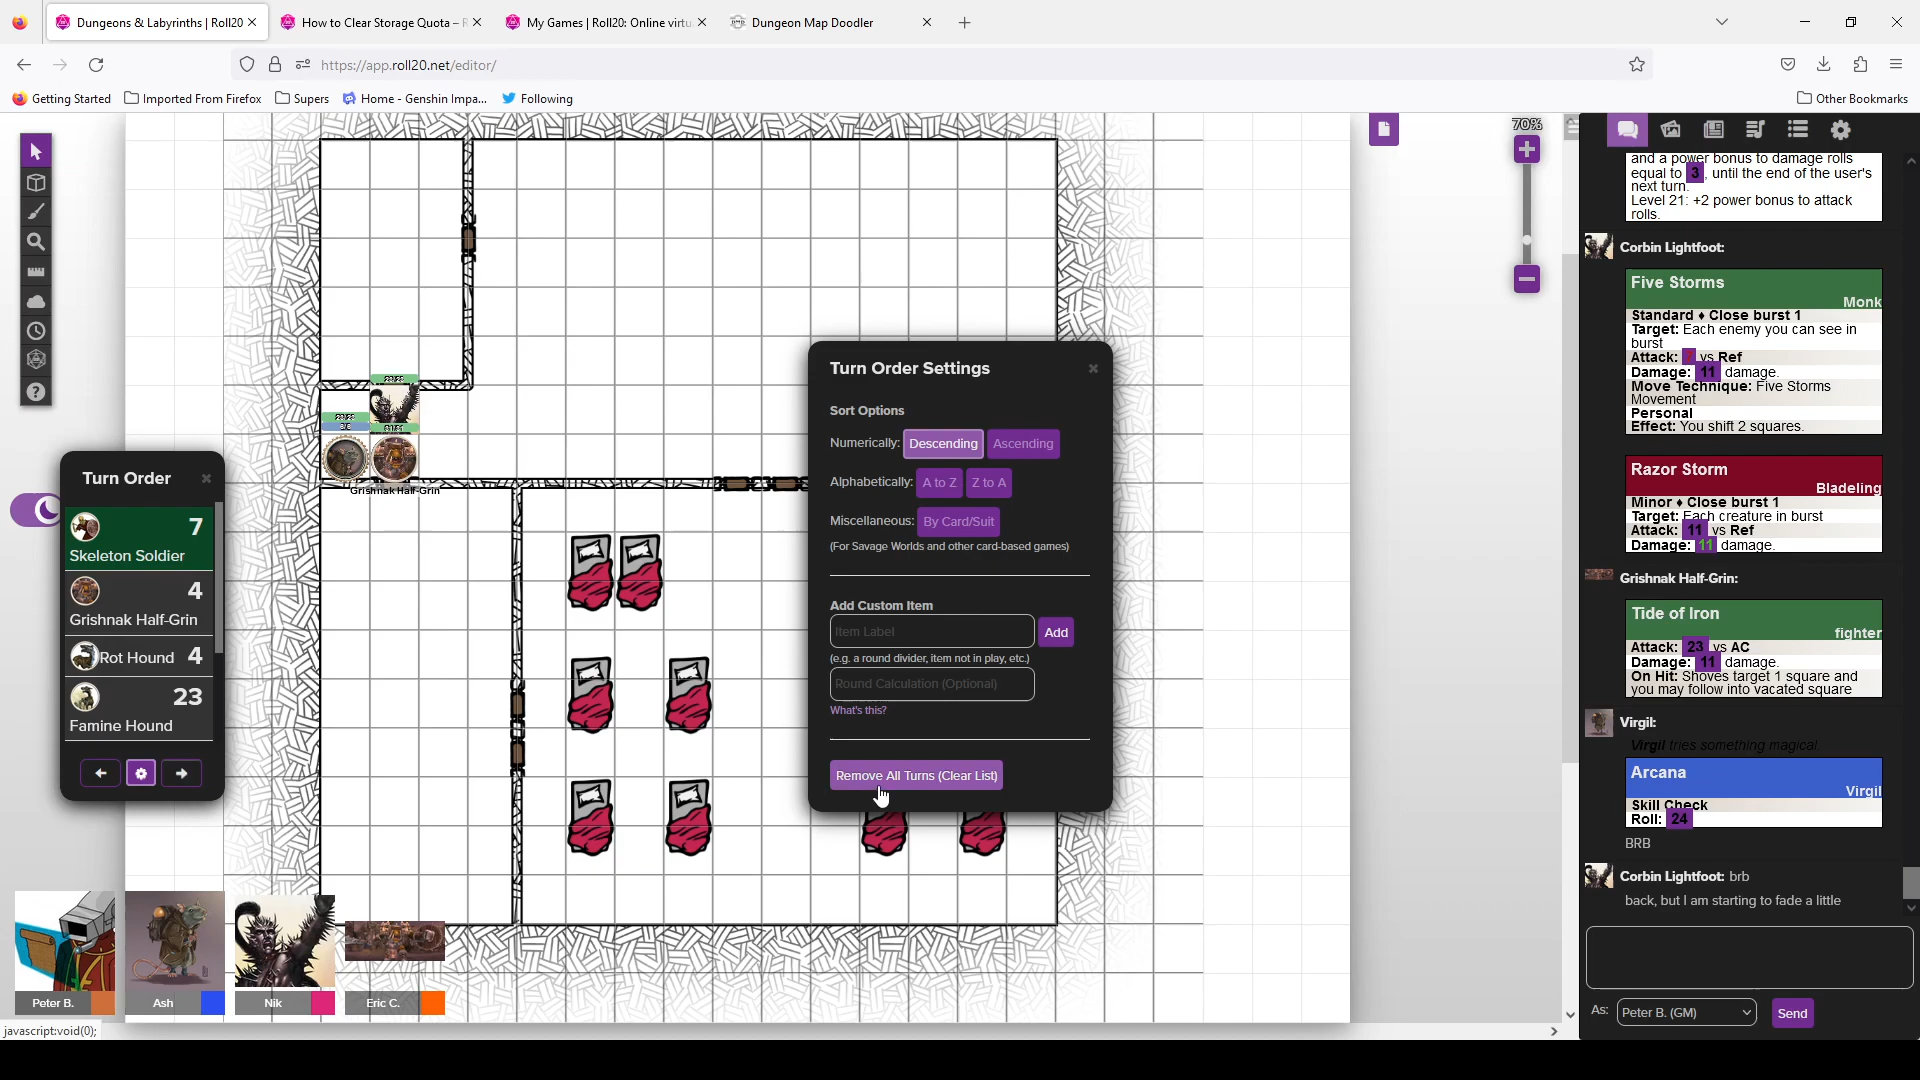 Dungeons & Labyrinths | Roll20
How to Clear Storage Quota – R
My Games | Roll20: Online virtu
Dungeon Map Doodler
https://app.roll20.net/editor/
Getting Started
Imported From Firefox
Supers
Home - Genshin Impa...
Following
Other Bookmarks
70%
and a power bonus to damage rolls
equal to 3, until the end of the user's
next turn.
Level 21: +2 power bonus to attack
rolls.
Corbin Lightfoot:
Five Storms
Monk
Standard ♦ Close burst 1
Target: Each enemy you can see in
burst
Attack: 7 vs Ref
Damage: 11 damage.
Move Technique: Five Storms
Movement
Personal
Effect: You shift 2 squares.
Razor Storm
Bladeling
Minor ♦ Close burst 1
Target: Each creature in burst
Attack: 11 vs Ref
Damage: 11 damage.
Grishnak Half-Grin:
Tide of Iron
fighter
Attack: 23 vs AC
Damage: 11 damage.
On Hit: Shoves target 1 square and
you may follow into vacated square
Virgil:
Virgil tries something magical.
Arcana
Virgil
Skill Check
Roll: 24
BRB
Corbin Lightfoot: brb
back, but I am starting to fade a little
As:
Peter B. (GM)
Send
Turn Order Settings
Sort Options
Numerically: Descending Ascending
Alphabetically: A to Z Z to A
Miscellaneous: By Card/Suit
(For Savage Worlds and other card-based games)
Add Custom Item
Item Label
Add
(e.g. a round divider, item not in play, etc.)
Round Calculation (Optional)
What's this?
Remove All Turns (Clear List)
Grishnak Half-Grin
Turn Order
7
Skeleton Soldier
4
Grishnak Half-Grin
Rot Hound 4
23
Famine Hound
Peter B.
Ash
Nik
Eric C.
javascript:void(0);